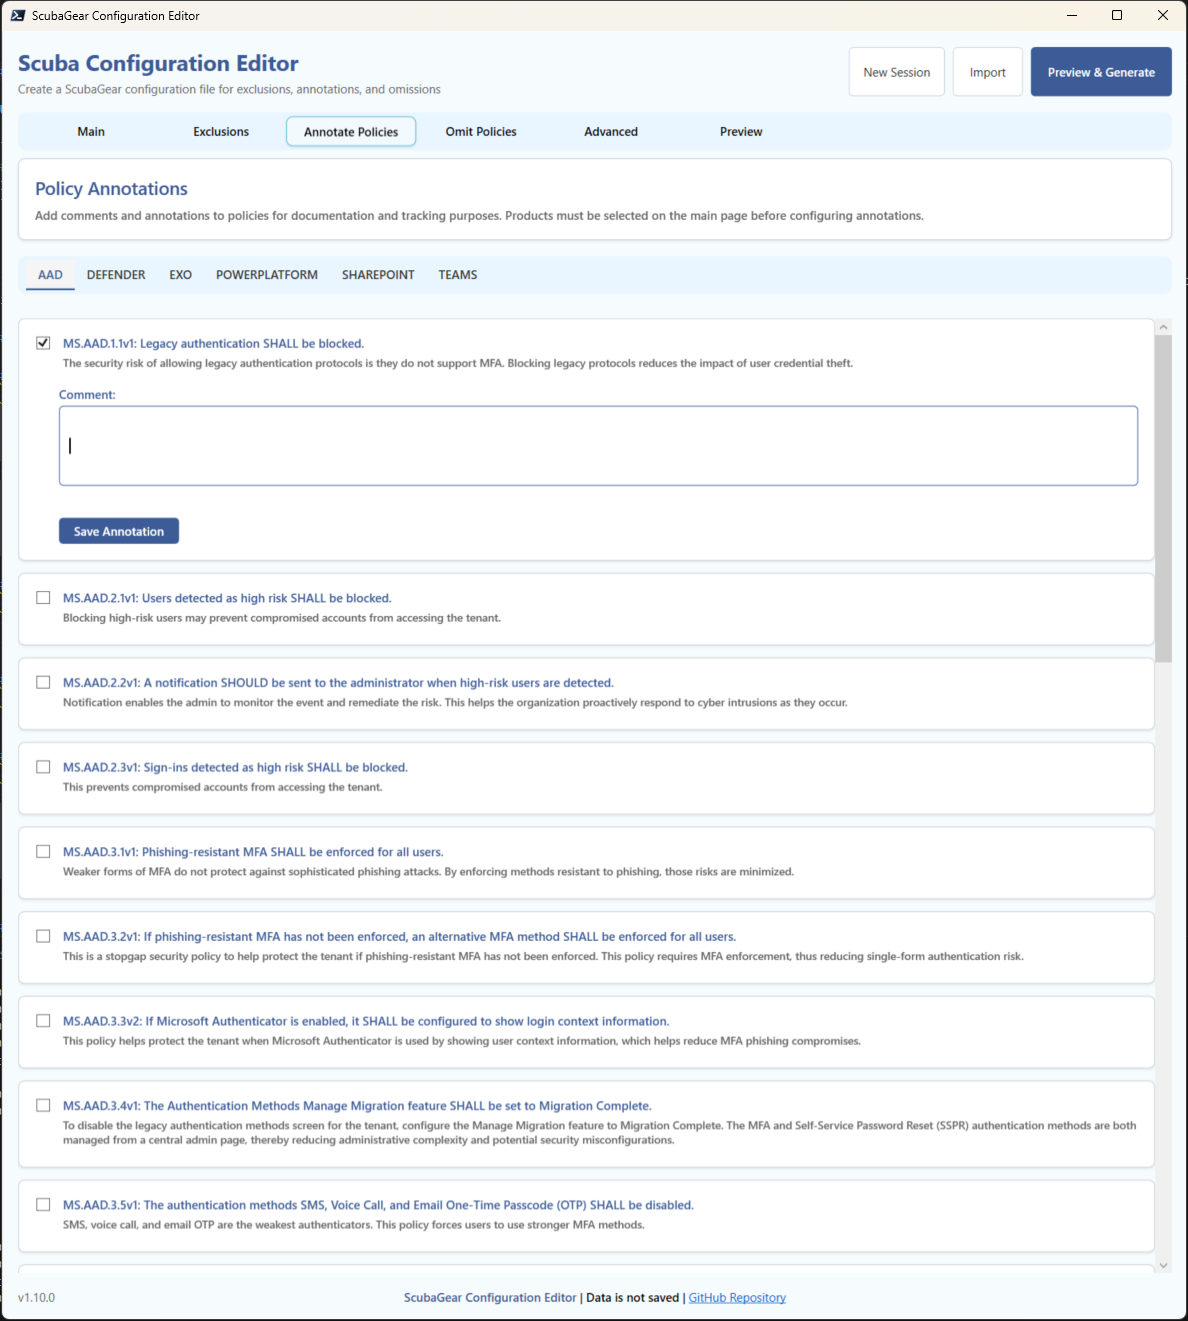 ScubaGear Configuration Editor
Scuba Configuration Editor
Create a ScubaGear configuration file for exclusions, annotations, and omissions
New Session
Import
Preview & Generate
Main
Exclusions
Annotate Policies
Omit Policies
Advanced
Preview
Policy Annotations
Add comments and annotations to policies for documentation and tracking purposes. Products must be selected on the main page before configuring annotations.
AAD
DEFENDER
EXO
POWERPLATFORM
SHAREPOINT
TEAMS
MS.AAD.1.1v1: Legacy authentication SHALL be blocked.
The security risk of allowing legacy authentication protocols is they do not support MFA. Blocking legacy protocols reduces the impact of user credential theft.
Comment:
Save Annotation
MS.AAD.2.1v1: Users detected as high risk SHALL be blocked.
Blocking high-risk users may prevent compromised accounts from accessing the tenant.
MS.AAD.2.2v1: A notification SHOULD be sent to the administrator when high-risk users are detected.
Notification enables the admin to monitor the event and remediate the risk. This helps the organization proactively respond to cyber intrusions as they occur.
MS.AAD.2.3v1: Sign-ins detected as high risk SHALL be blocked.
This prevents compromised accounts from accessing the tenant.
MS.AAD.3.1v1: Phishing-resistant MFA SHALL be enforced for all users.
Weaker forms of MFA do not protect against sophisticated phishing attacks. By enforcing methods resistant to phishing, those risks are minimized.
MS.AAD.3.2v1: If phishing-resistant MFA has not been enforced, an alternative MFA method SHALL be enforced for all users.
This is a stopgap security policy to help protect the tenant if phishing-resistant MFA has not been enforced. This policy requires MFA enforcement, thus reducing single-form authentication risk.
MS.AAD.3.3v2: If Microsoft Authenticator is enabled, it SHALL be configured to show login context information.
This policy helps protect the tenant when Microsoft Authenticator is used by showing user context information, which helps reduce MFA phishing compromises.
MS.AAD.3.4v1: The Authentication Methods Manage Migration feature SHALL be set to Migration Complete.
To disable the legacy authentication methods screen for the tenant, configure the Manage Migration feature to Migration Complete. The MFA and Self-Service Password Reset (SSPR) authentication methods are both
managed from a central admin page, thereby reducing administrative complexity and potential security misconfigurations.
MS.AAD.3.5v1: The authentication methods SMS, Voice Call, and Email One-Time Passcode (OTP) SHALL be disabled.
SMS, voice call, and email OTP are the weakest authenticators. This policy forces users to use stronger MFA methods.
v1.10.0
ScubaGear Configuration Editor | Data is not saved | GitHub Repository